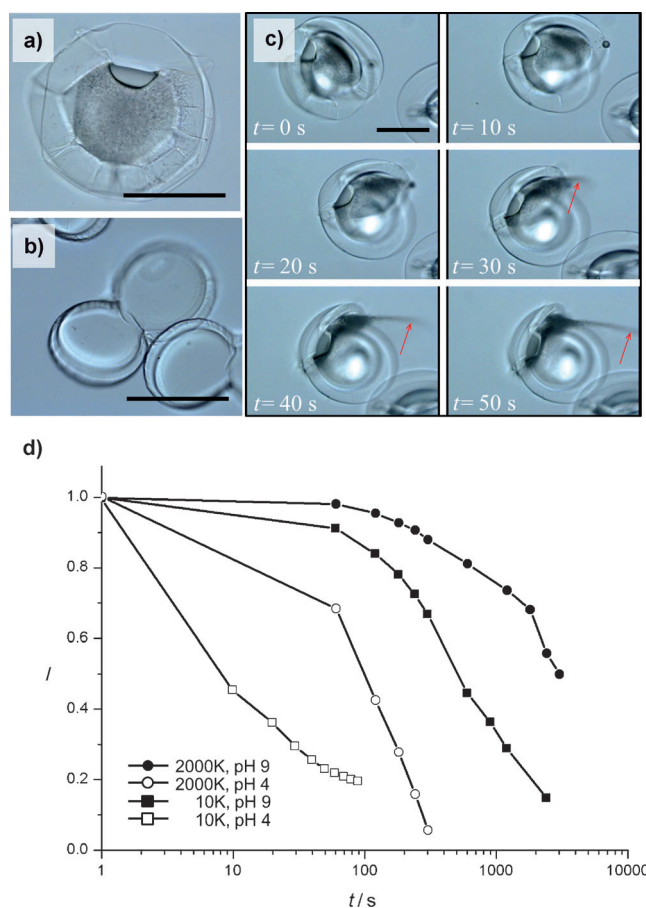 a)
b)
c)
t= 0 s
t= 10 s
t= 20 s
t= 30 s
t= 40 s
t= 50 s
d)
1.0
0.8
0.6
0.4
0.2
0.0
I
2000K, pH 9
2000K, pH 4
10K, pH 9
10K, pH 4
1
10
100
1000
10000
t / s